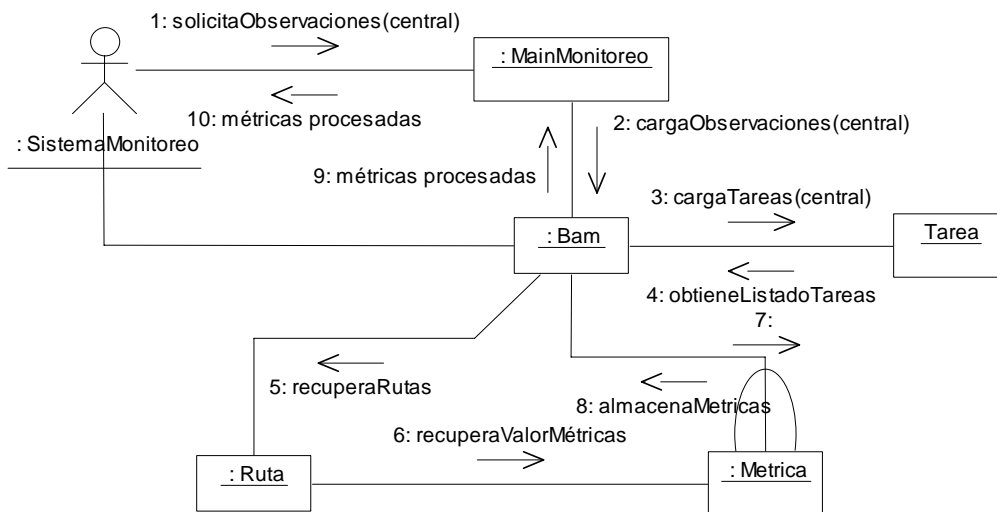 1: solicitaObservaciones(central)
: MainMonitoreo
10: métricas procesadas
2: cargaObservaciones(central)
: SistemaMonitoreo
9: métricas procesadas
3: cargaTareas(central)
: Bam
Tarea
4: obtieneListadoTareas
7:
5: recuperaRutas
8: almacenaMetricas
6: recuperaValorMétricas
: Ruta
: Metrica